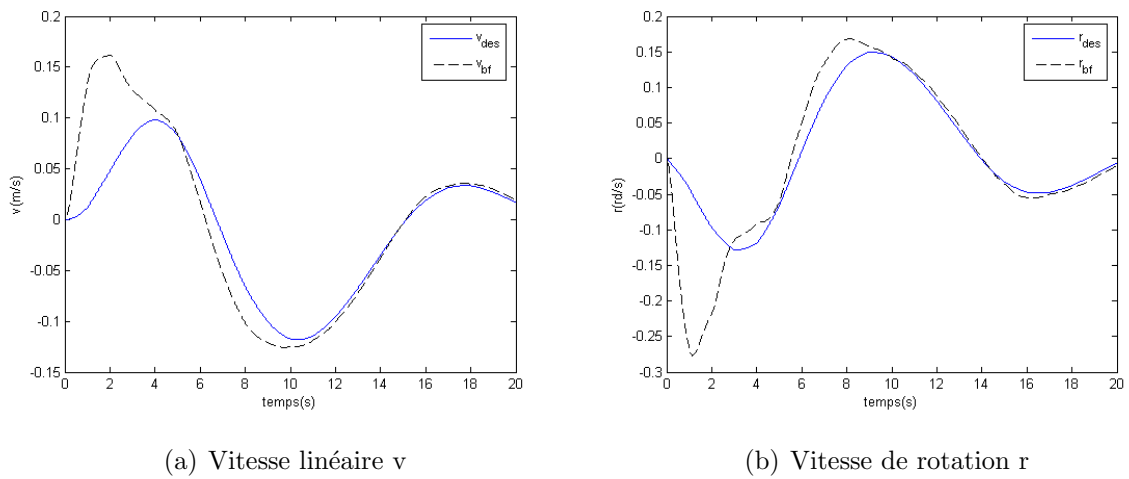 0.2
0.15
0.1
0.05
0
-0.05
-0.1
-0.15
v(m/s)
0 2 4 6 8 10 12 14 16 18 20
temps(s)
v_des
v_bf
(a) Vitesse linéaire v
0.2
0.15
0.1
0.05
0
-0.05
-0.1
-0.15
-0.2
-0.25
-0.3
r(rd/s)
0 2 4 6 8 10 12 14 16 18 20
temps(s)
r_des
r_bf
(b) Vitesse de rotation r